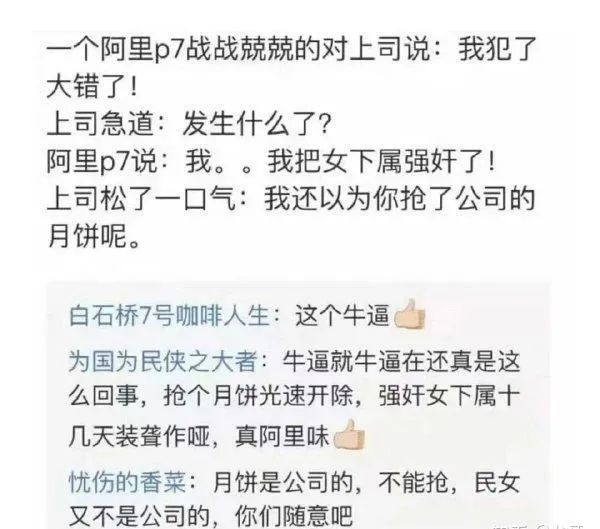 一个阿里p7战战兢兢的对上司说：我犯了
大错了！
上司急道：发生什么了？
阿里p7说：我。。我把女下属强奸了！
上司松了一口气：我还以为你抢了公司的
月饼呢。
白石桥7号咖啡人生：这个牛逼👍
为国为民侠之大者：牛逼就牛逼在还真是这
么回事，抢个月饼光速开除，强奸女下属十
几天装聋作哑，真阿里味👍
忧伤的香菜：月饼是公司的，不能抢，民女
又不是公司的，你们随意吧